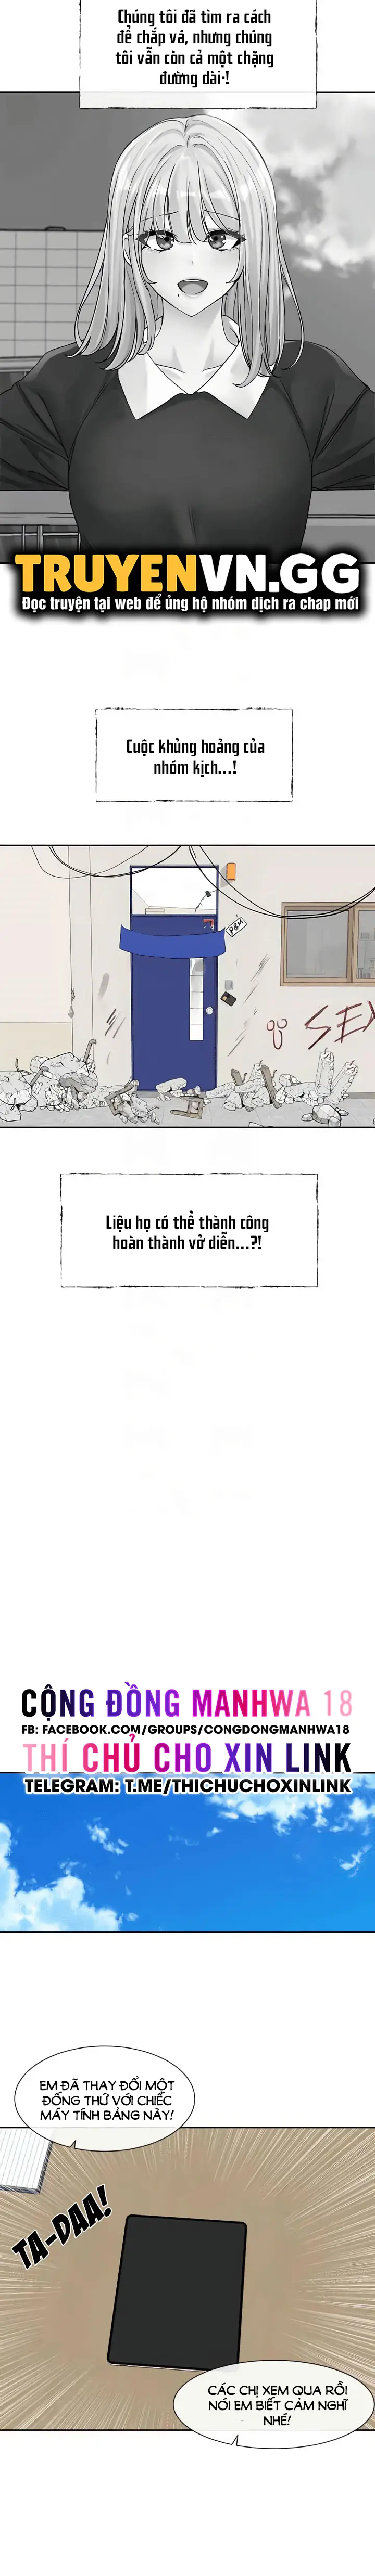 Chúng tôi đã tìm ra cách
để chắp vá, nhưng chúng
tôi vẫn còn cả một chặng
đường dài!
TRUYENVN.GG
Đọc truyện tại web để ủng hộ nhóm dịch ra chap mới
Cuộc khủng hoảng của
nhóm kịch...!
P&M
SEX
Liệu họ có thể thành công
hoàn thành vở diễn...?!
CỘNG ĐỒNG MANHWA 18
FB: FACEBOOK.COM/GROUPS/CONGDONGMANHWA18
THÍ CHỦ CHO XIN LINK
TELEGRAM: T.ME/THICHUCHOXINLINK
EM ĐÃ THAY ĐỔI MỘT
ĐỐNG THỨ VỚI CHIẾC
MÁY TÍNH BẢNG NÀY!
TA-DAA!
CÁC CHỊ XEM QUA RỒI
NÓI EM BIẾT CẢM NGHĨ
NHÉ!